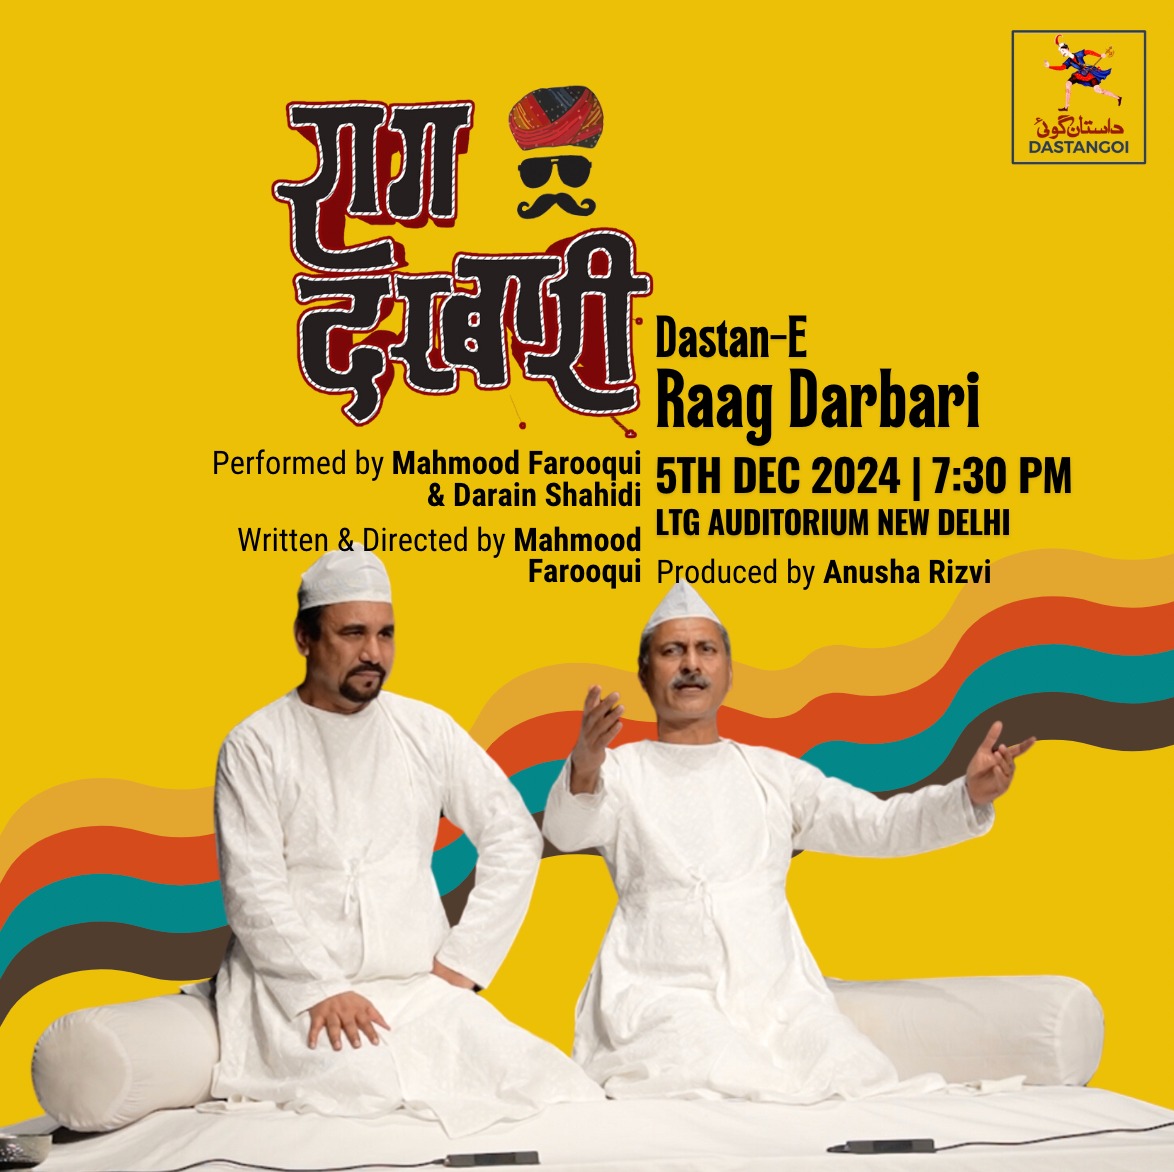 داستان گوئی
DASTANGOI
राग
दरबारी
Dastan-E
Raag Darbari
Performed by Mahmood Farooqui
& Darain Shahidi
Written & Directed by Mahmood
Farooqui
5TH DEC 2024 | 7:30 PM
LTG AUDITORIUM NEW DELHI
Produced by Anusha Rizvi